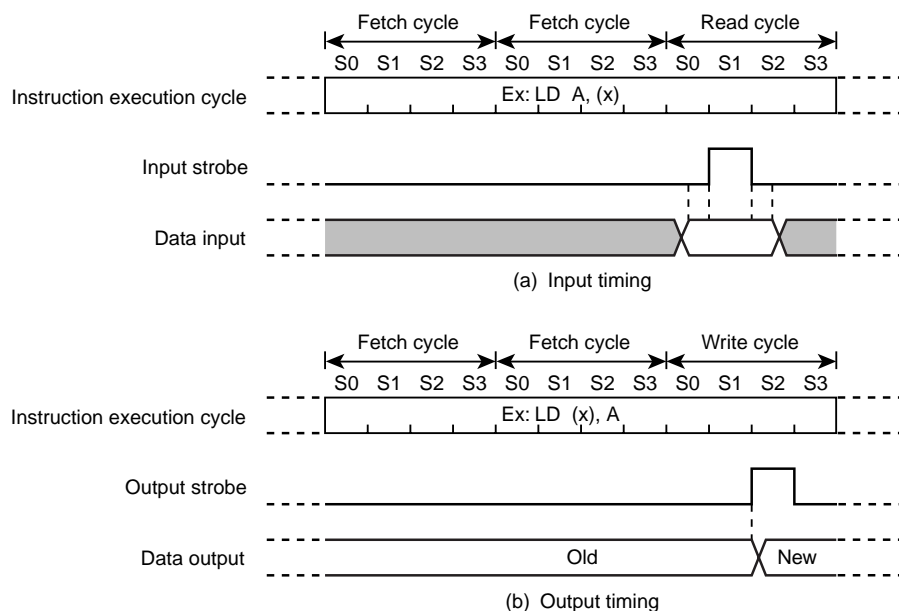 Fetch cycle Fetch cycle Read cycle
S0 S1 S2 S3 S0 S1 S2 S3 S0 S1 S2 S3
Instruction execution cycle Ex: LD A, (x)
Input strobe
Data input
(a) Input timing
Fetch cycle Fetch cycle Write cycle
S0 S1 S2 S3 S0 S1 S2 S3 S0 S1 S2 S3
Instruction execution cycle Ex: LD (x), A
Output strobe
Data output Old New
(b) Output timing